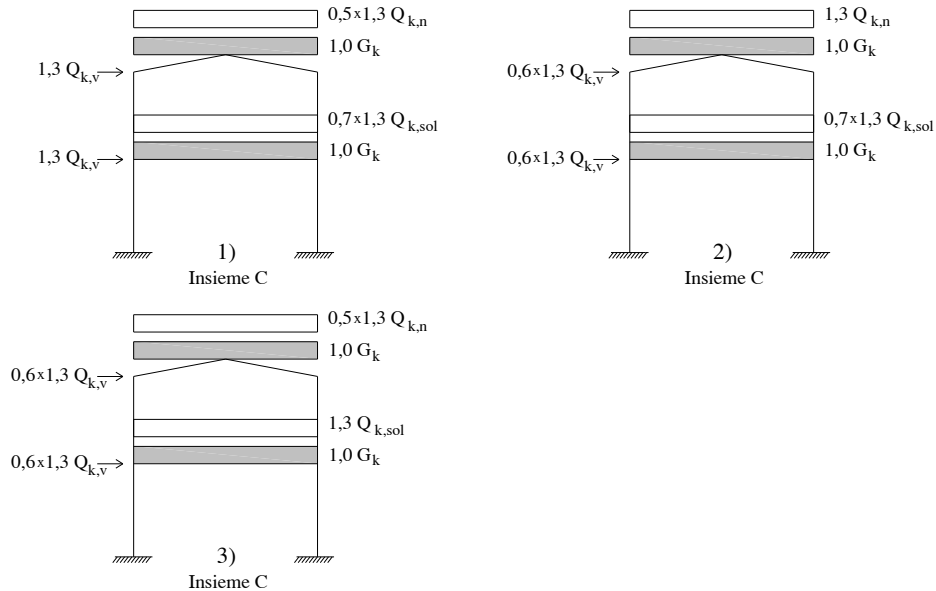 0,5x1,3 Q k,n
1,0 G k
1,3 Q k,v
0,7x1,3 Q k,sol
1,3 Q k,v
1,0 G k
1)
Insieme C
1,3 Q k,n
1,0 G k
0,6x1,3 Q k,v
0,7x1,3 Q k,sol
0,6x1,3 Q k,v
1,0 G k
2)
Insieme C
0,5x1,3 Q k,n
1,0 G k
0,6x1,3 Q k,v
1,3 Q k,sol
0,6x1,3 Q k,v
1,0 G k
3)
Insieme C